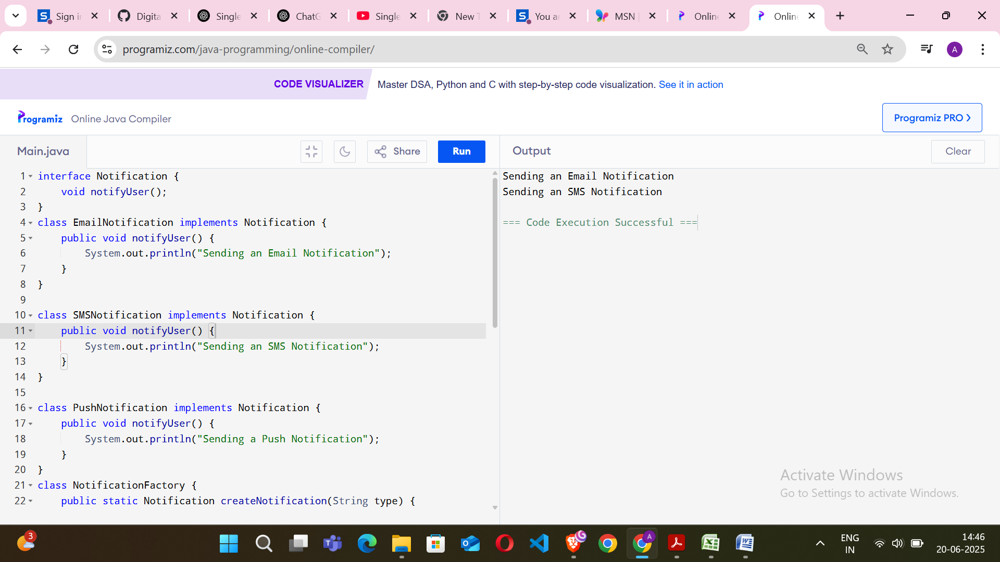 Sign i
Digita
Single
ChatG
Single
New T
You a
MSN |
Online
Online
programiz.com/java-programming/online-compiler/
A
CODE VISUALIZER Master DSA, Python and C with step-by-step code visualization. See it in action
Programiz Online Java Compiler
Programiz PRO >
Main.java
Share
Run
Output
Clear
1 interface Notification {
2 void notifyUser();
3 }
4 class EmailNotification implements Notification {
5 public void notifyUser() {
6 System.out.println("Sending an Email Notification");
7 }
8 }
9
10 class SMSNotification implements Notification {
11 public void notifyUser() {
12 System.out.println("Sending an SMS Notification");
13 }
14 }
15
16 class PushNotification implements Notification {
17 public void notifyUser() {
18 System.out.println("Sending a Push Notification");
19 }
20 }
21 class NotificationFactory {
22 public static Notification createNotification(String type) {
Sending an Email Notification
Sending an SMS Notification
=== Code Execution Successful ===
Activate Windows
Go to Settings to activate Windows.
3
A
ENG
IN
14:46
20-06-2025